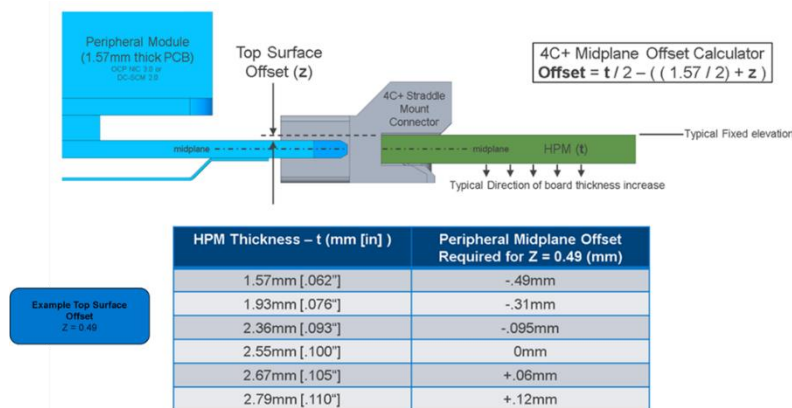 Peripheral Module
(1.57mm thick PCB)
OCP NIC 3.0 or
DC-SCM 2.0
Top Surface
Offset (z)
4C+ Straddle
Mount
Connector
4C+ Midplane Offset Calculator
Offset = t / 2 – ( ( 1.57 / 2) + z )
Typical Fixed elevation
midplane
midplane
HPM (t)
Typical Direction of board thickness increase
HPM Thickness – t (mm [in] )
Peripheral Midplane Offset
Required for Z = 0.49 (mm)
1.57mm [.062"]
-.49mm
1.93mm [.076"]
-.31mm
2.36mm [.093"]
-.095mm
2.55mm [.100"]
0mm
2.67mm [.105"]
+.06mm
2.79mm [.110"]
+.12mm
Example Top Surface
Offset
Z = 0.49